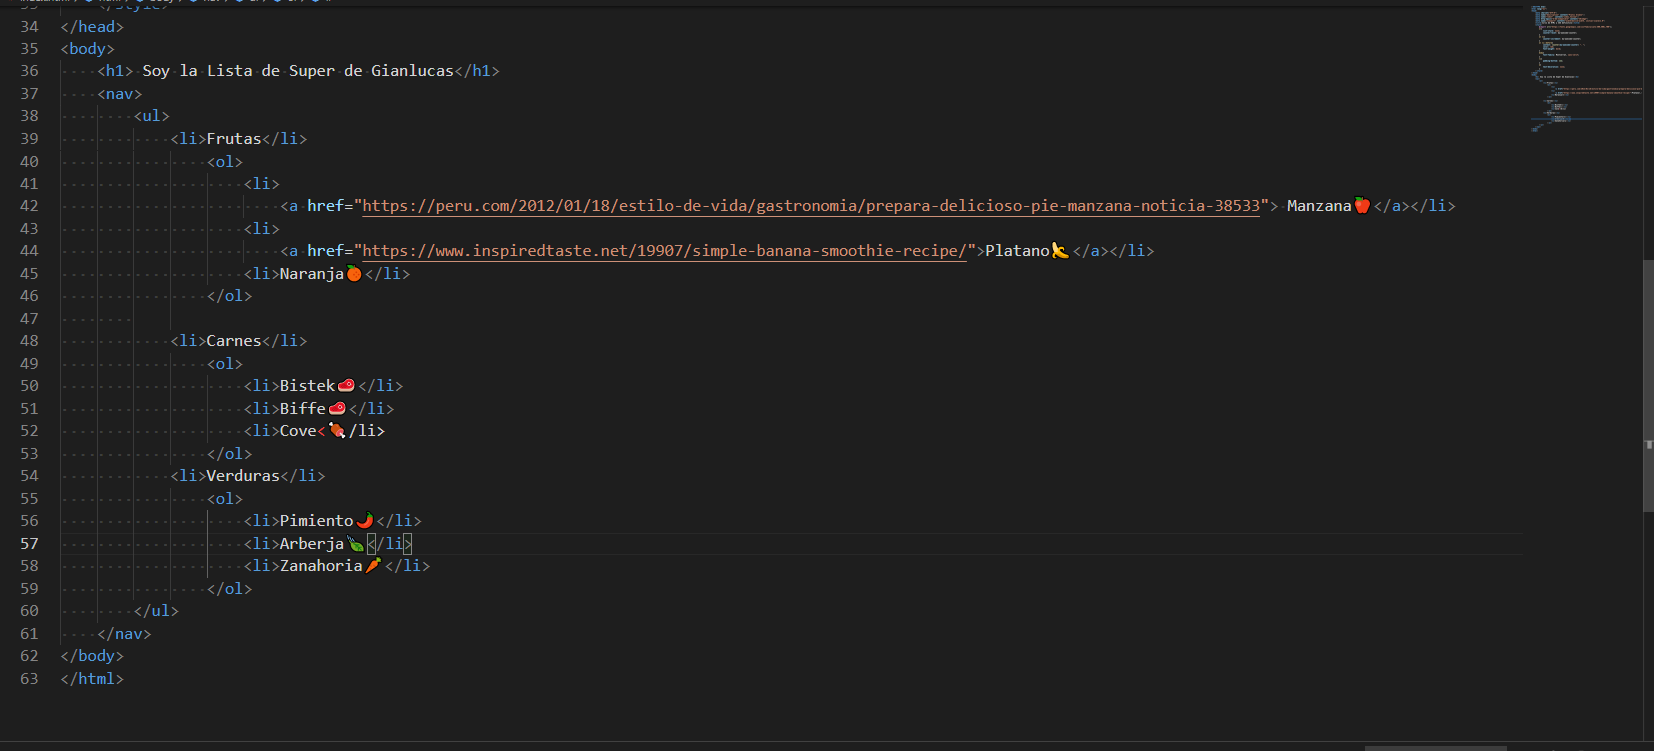 34 </head>
35 <body>
36 <h1> Soy la Lista de Super de Gianlucas</h1>
37 <nav>
38 <ul>
39 <li>Frutas</li>
40 <ol>
41 <li>
42 <a href="https://peru.com/2012/01/18/estilo-de-vida/gastronomia/prepara-delicioso-pie-manzana-noticia-38533"> Manzana🍎</a></li>
43 <li>
44 <a href="https://www.inspiredtaste.net/19907/simple-banana-smoothie-recipe/">Platano🍌</a></li>
45 <li>Naranja🍊</li>
46 </ol>
47
48 <li>Carnes</li>
49 <ol>
50 <li>Bistek🥩</li>
51 <li>Biffe🥩</li>
52 <li>Cove<🍖/li>
53 </ol>
54 <li>Verduras</li>
55 <ol>
56 <li>Pimiento🌶</li>
57 <li>Arberja🫛</li>
58 <li>Zanahoria🥕</li>
59 </ol>
60 </ul>
61 </nav>
62 </body>
63 </html>